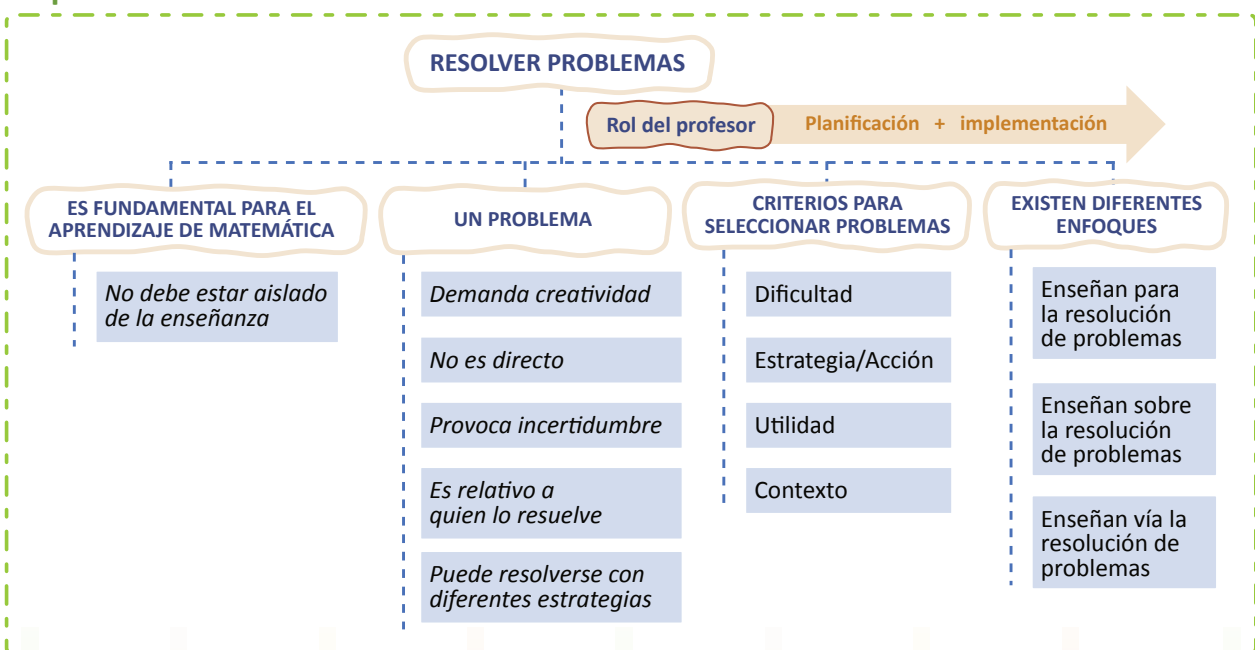 RESOLVER PROBLEMAS
Rol del profesor
Planificación + implementación
ES FUNDAMENTAL PARA EL
APRENDIZAJE DE MATEMÁTICA
No debe estar aislado
de la enseñanza
UN PROBLEMA
Demanda creatividad
No es directo
Provoca incertidumbre
Es relativo a
quien lo resuelve
Puede resolverse con
diferentes estrategias
CRITERIOS PARA
SELECCIONAR PROBLEMAS
Dificultad
Estrategia/Acción
Utilidad
Contexto
EXISTEN DIFERENTES
ENFOQUES
Enseñan para
la resolución
de problemas
Enseñan sobre
la resolución
de problemas
Enseñan vía la
resolución de
problemas